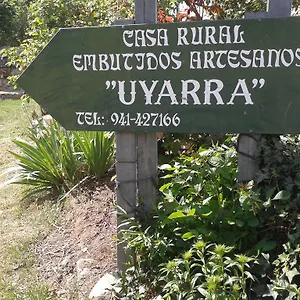 CASA RURAL
EMBUTIDOS ARTESANOS
"UYARRA"
TEL.: 941-427166